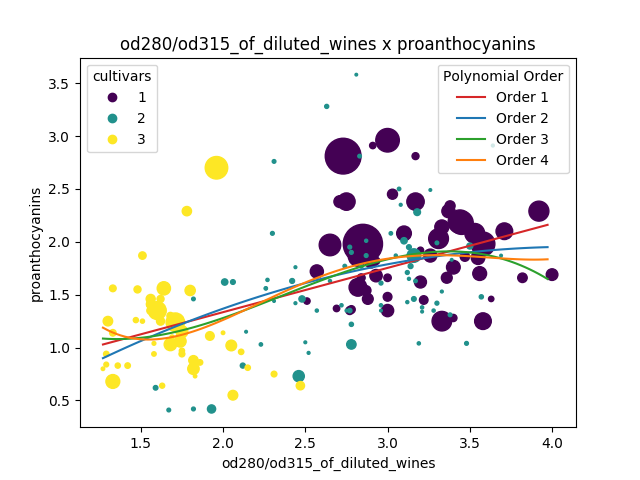 od280/od315_of_diluted_wines x proanthocyanins
cultivars
1
2
3
Polynomial Order
Order 1
Order 2
Order 3
Order 4
proanthocyanins
3.5
3.0
2.5
2.0
1.5
1.0
0.5
1.5 2.0 2.5 3.0 3.5 4.0
od280/od315_of_diluted_wines